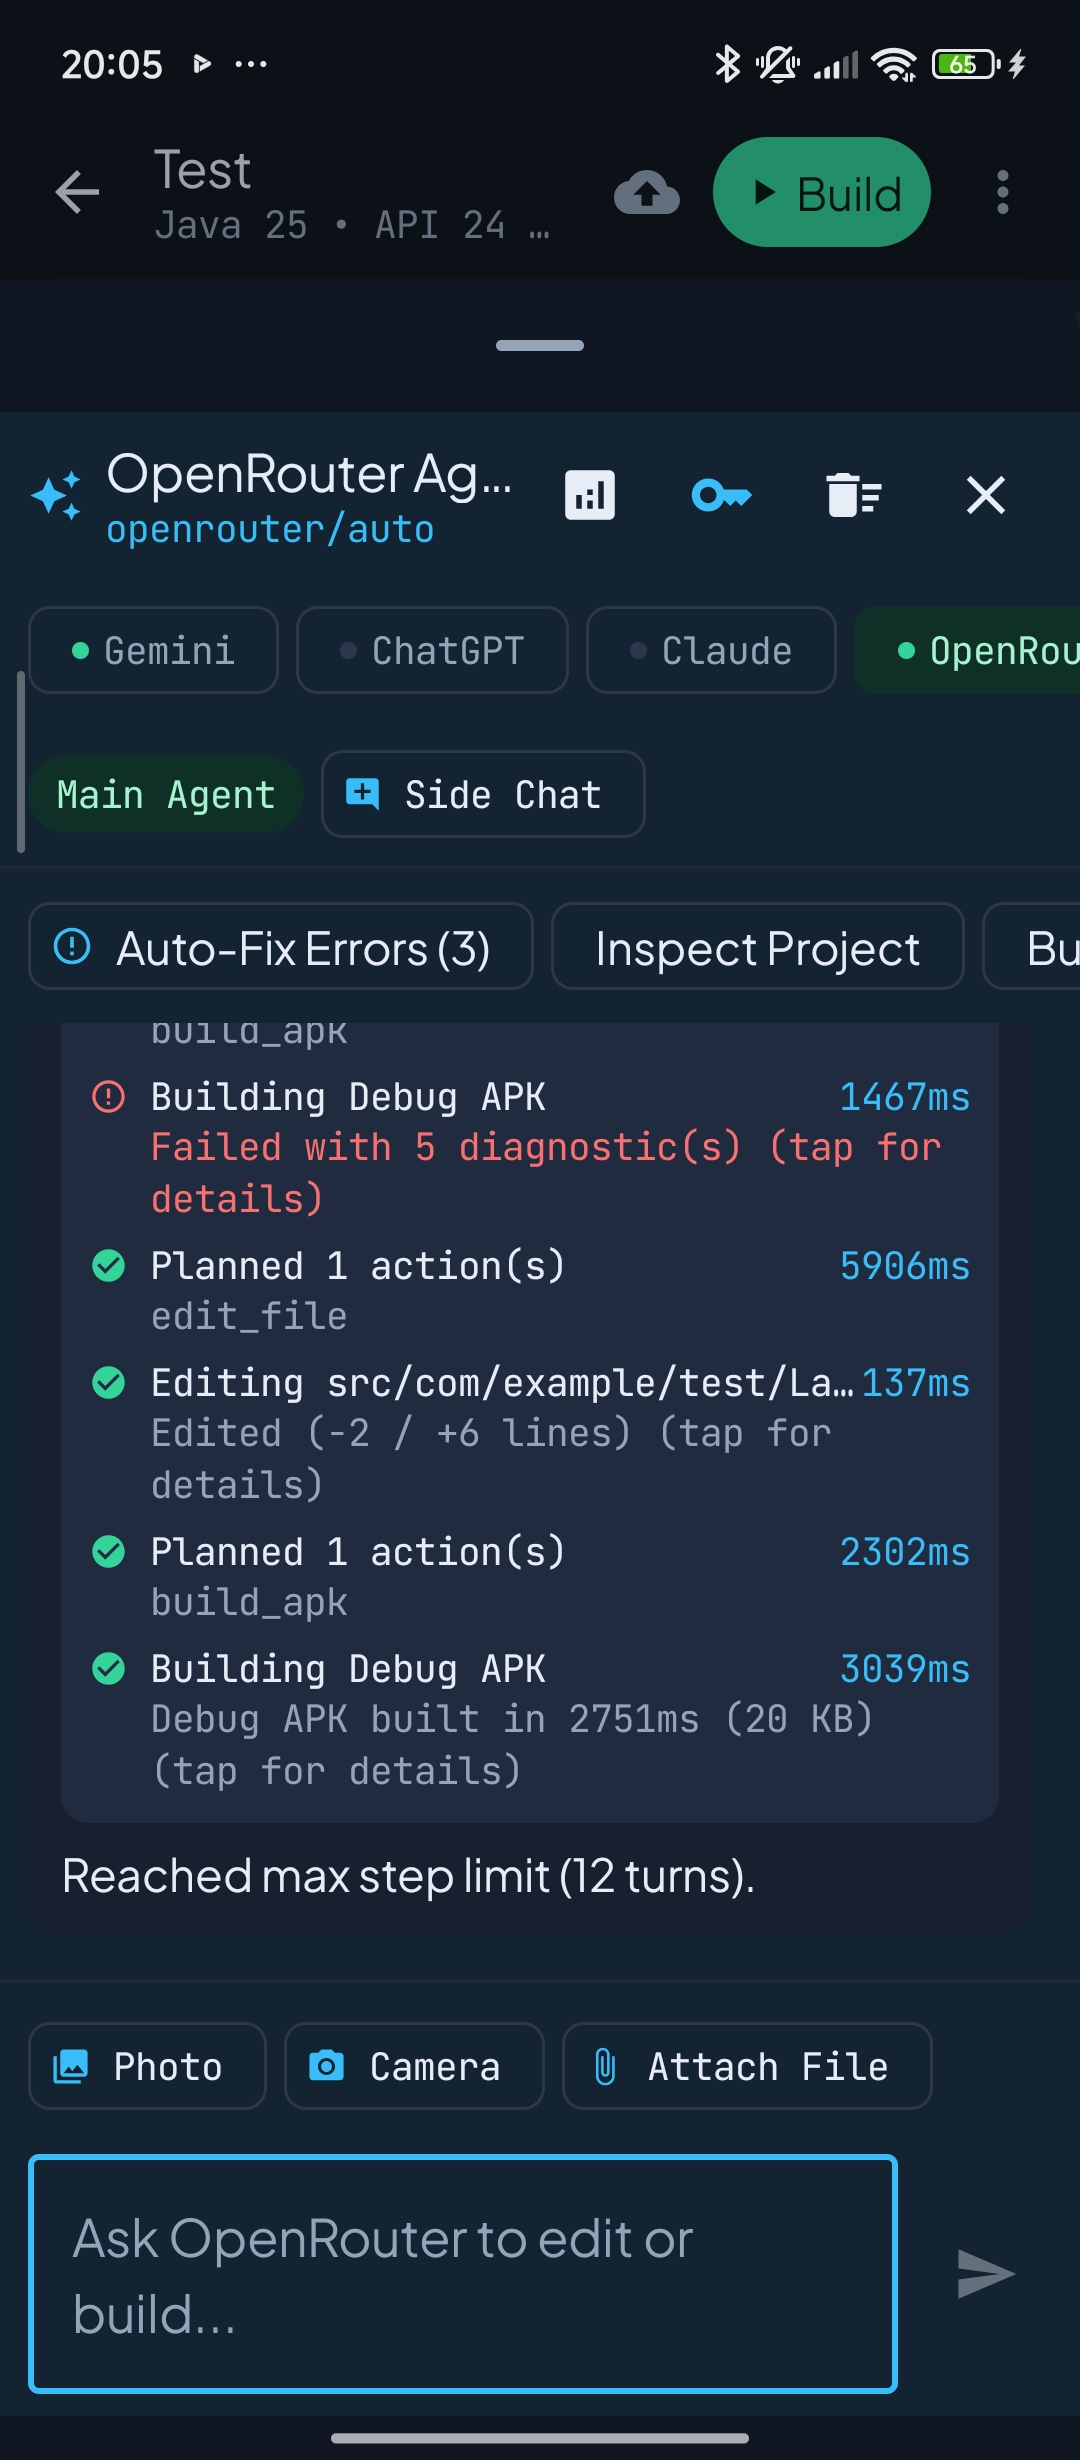 20:05
65
Test
Java 25 • API 24 …
Build
OpenRouter Ag...
openrouter/auto
Gemini
ChatGPT
Claude
OpenRou
Main Agent
Side Chat
Auto-Fix Errors (3)
Inspect Project
Bu
build_apk
Building Debug APK
1467ms
Failed with 5 diagnostic(s) (tap for
details)
Planned 1 action(s)
5906ms
edit_file
Editing src/com/example/test/La…
137ms
Edited (-2 / +6 lines) (tap for
details)
Planned 1 action(s)
2302ms
build_apk
Building Debug APK
3039ms
Debug APK built in 2751ms (20 KB)
(tap for details)
Reached max step limit (12 turns).
Photo
Camera
Attach File
Ask OpenRouter to edit or
build...